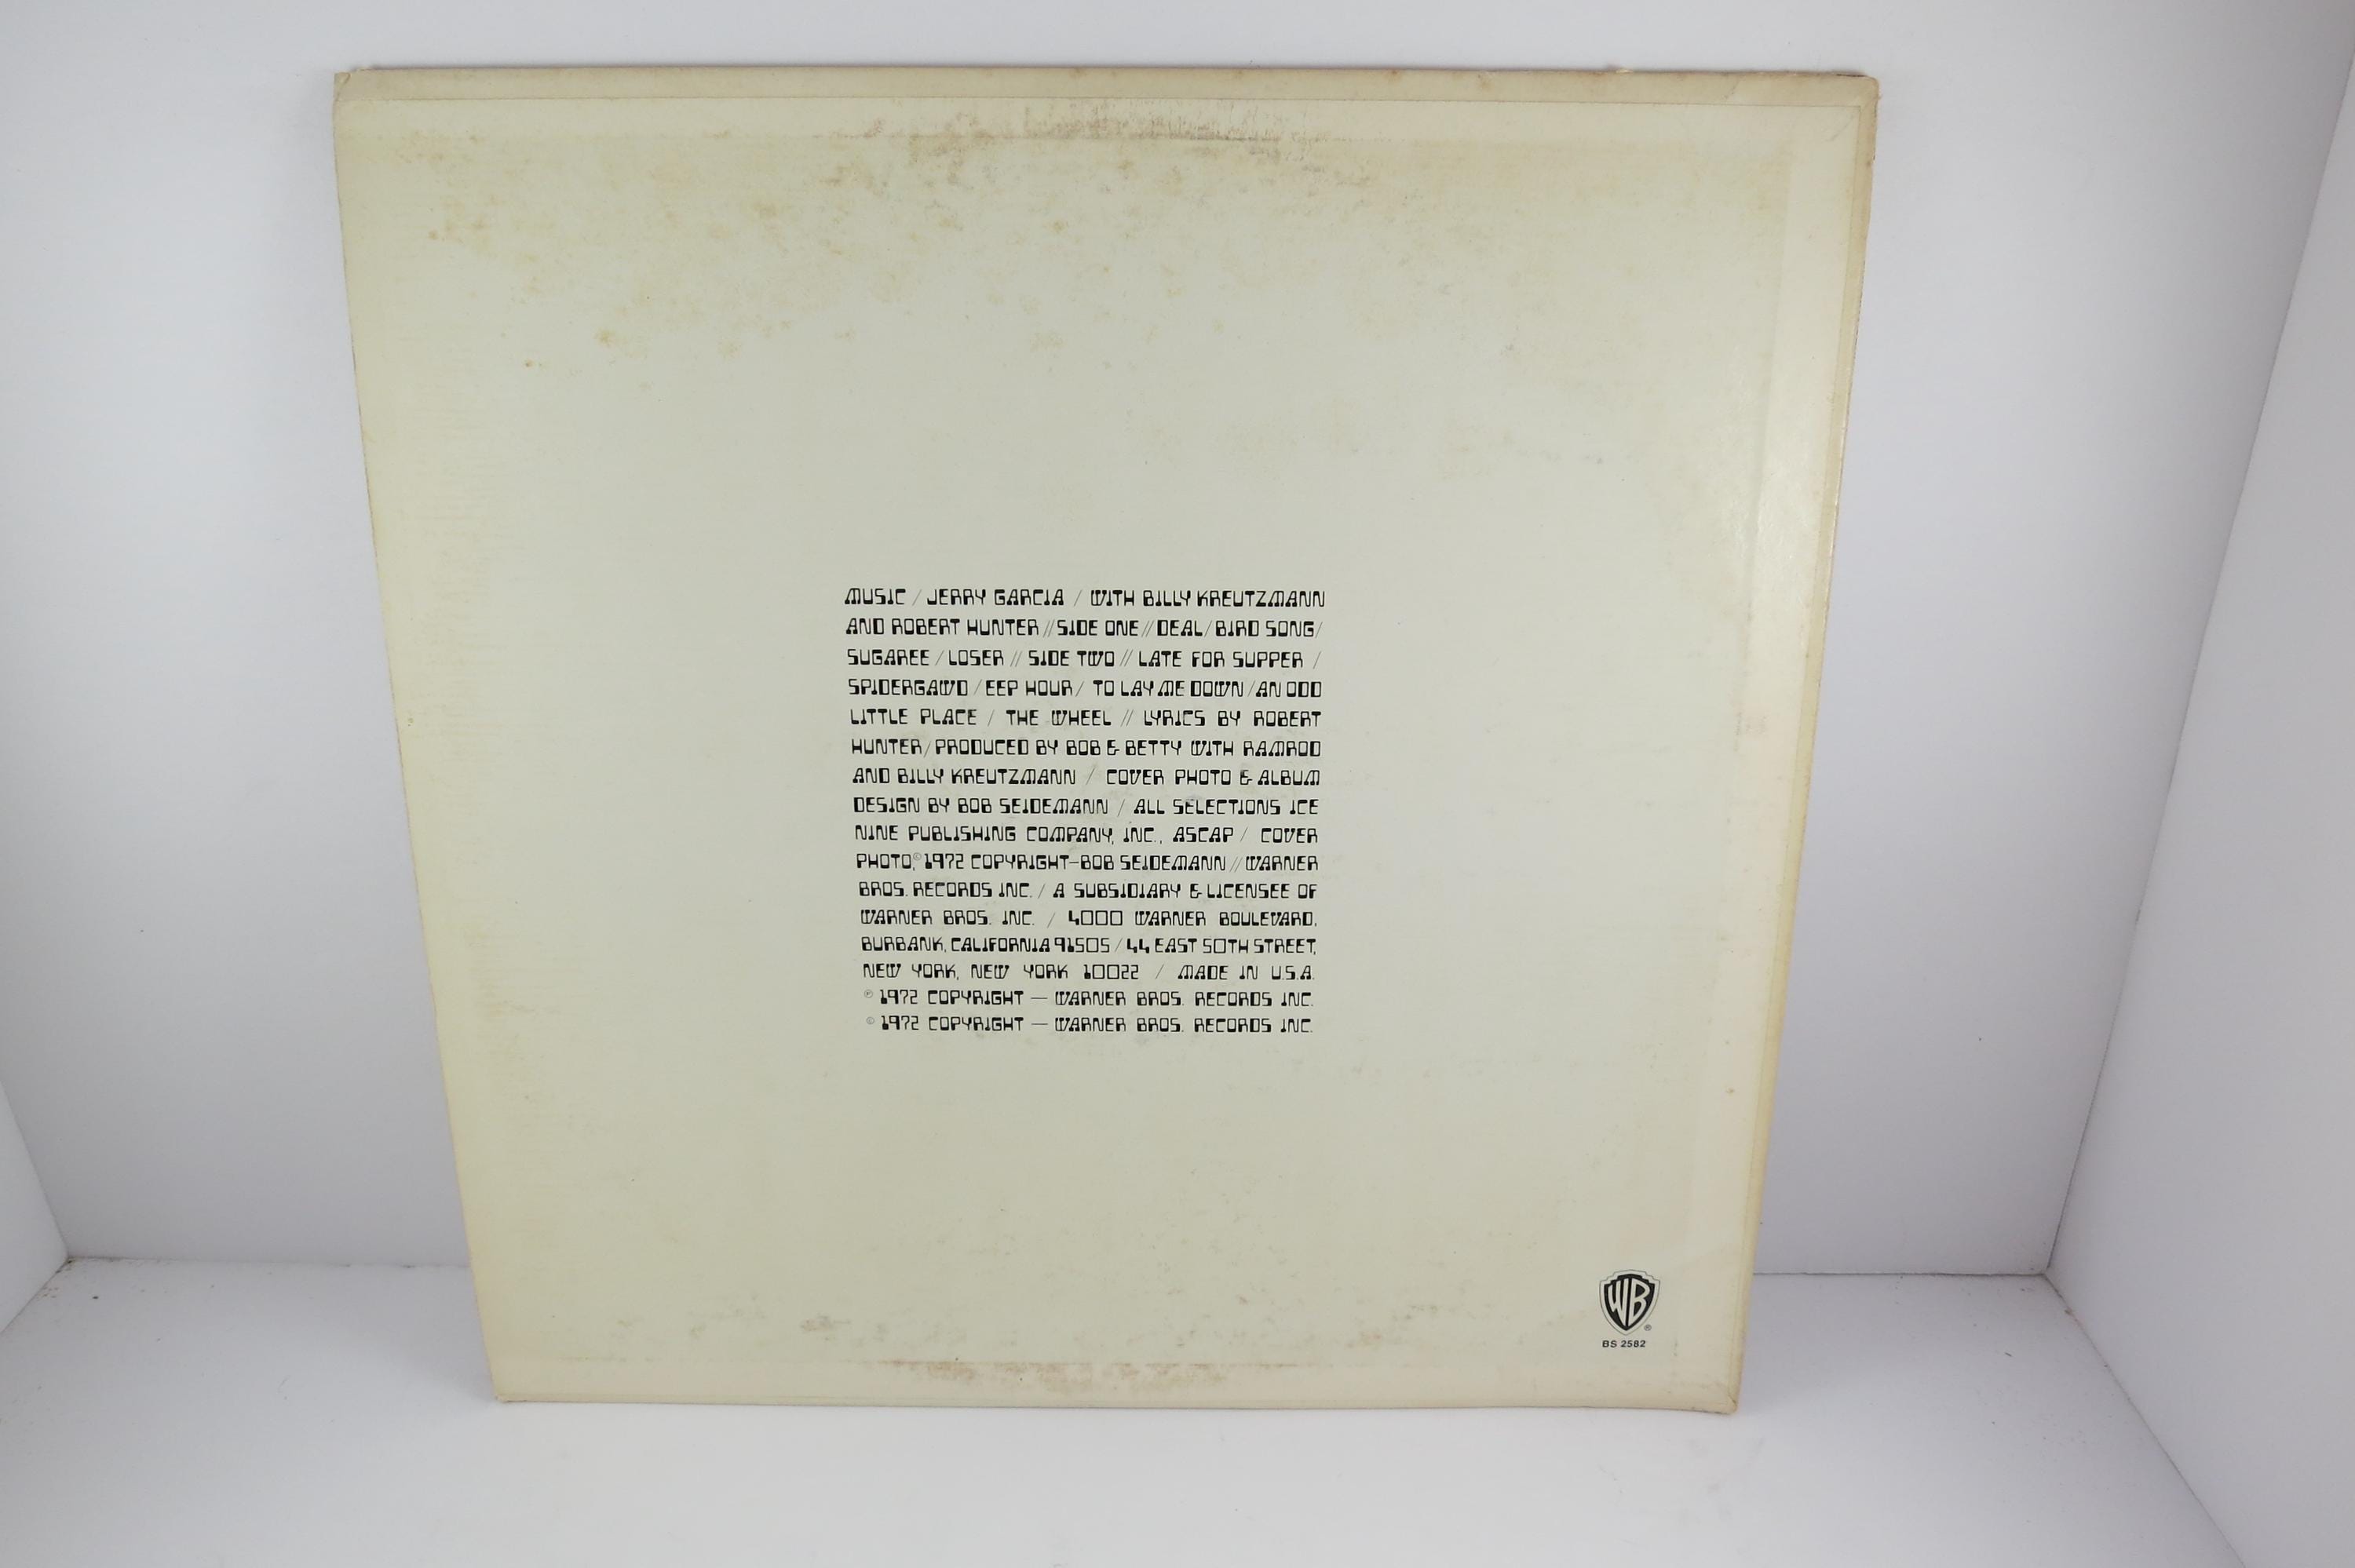 MUSIC / JERRY GARCIA / WITH BILLY KREUTZMANN
AND ROBERT HUNTER // SIDE ONE // DEAL / BIRD SONG /
SUGAREE / LOSER // SIDE TWO // LATE FOR SUPPER /
SPIDERGAWD / EEP HOUR / TO LAY ME DOWN / AN ODD
LITTLE PLACE / THE WHEEL // LYRICS BY ROBERT
HUNTER / PRODUCED BY BOB & BETTY WITH RAMROD
AND BILLY KREUTZMANN / COVER PHOTO & ALBUM
DESIGN BY BOB SEIDEMANN / ALL SELECTIONS ICE
NINE PUBLISHING COMPANY, INC., ASCAP / COVER
PHOTO, © 1972 COPYRIGHT-BOB SEIDEMANN // WARNER
BROS. RECORDS INC. / A SUBSIDIARY & LICENSEE OF
WARNER BROS. INC. / 4000 WARNER BOULEVARD,
BURBANK, CALIFORNIA 91505 / 44 EAST 50TH STREET,
NEW YORK, NEW YORK 10022 / MADE IN U.S.A.
℗ 1972 COPYRIGHT — WARNER BROS. RECORDS INC.
© 1972 COPYRIGHT — WARNER BROS. RECORDS INC.
WB ®
BS 2582